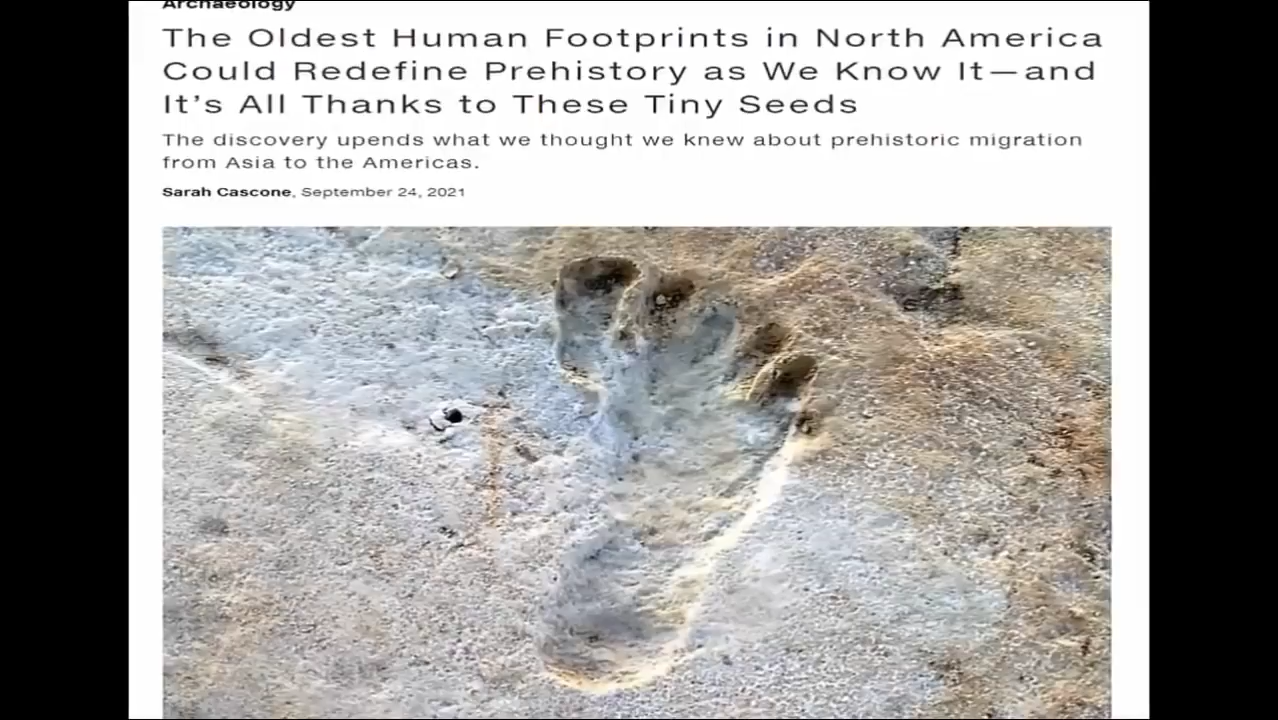 Archaeology
The Oldest Human Footprints in North America
Could Redefine Prehistory as We Know It—and
It's All Thanks to These Tiny Seeds
The discovery upends what we thought we knew about prehistoric migration
from Asia to the Americas.
Sarah Cascone, September 24, 2021